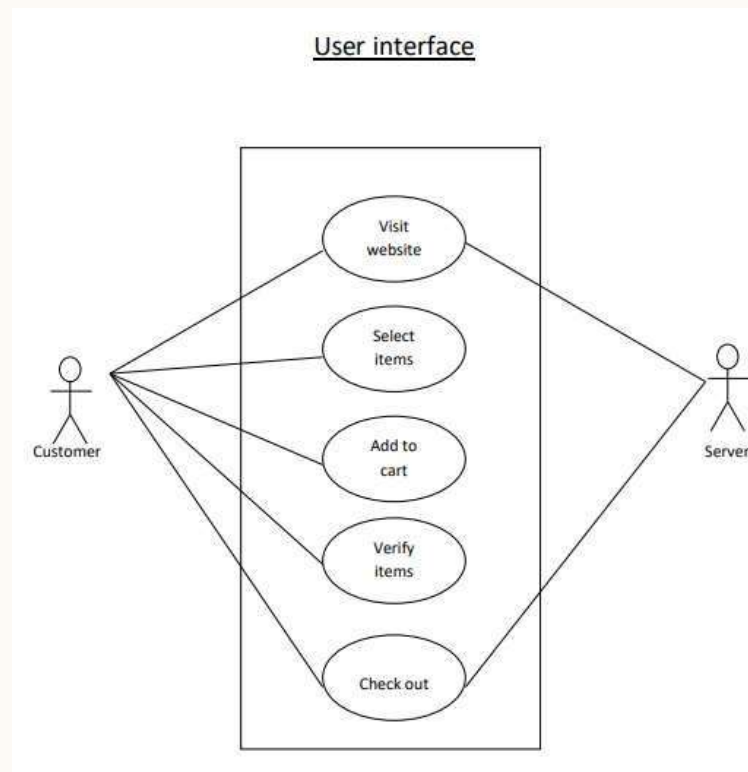 User interface
Visit
website
Select
items
Add to
cart
Verify
items
Check out
Customer
Server